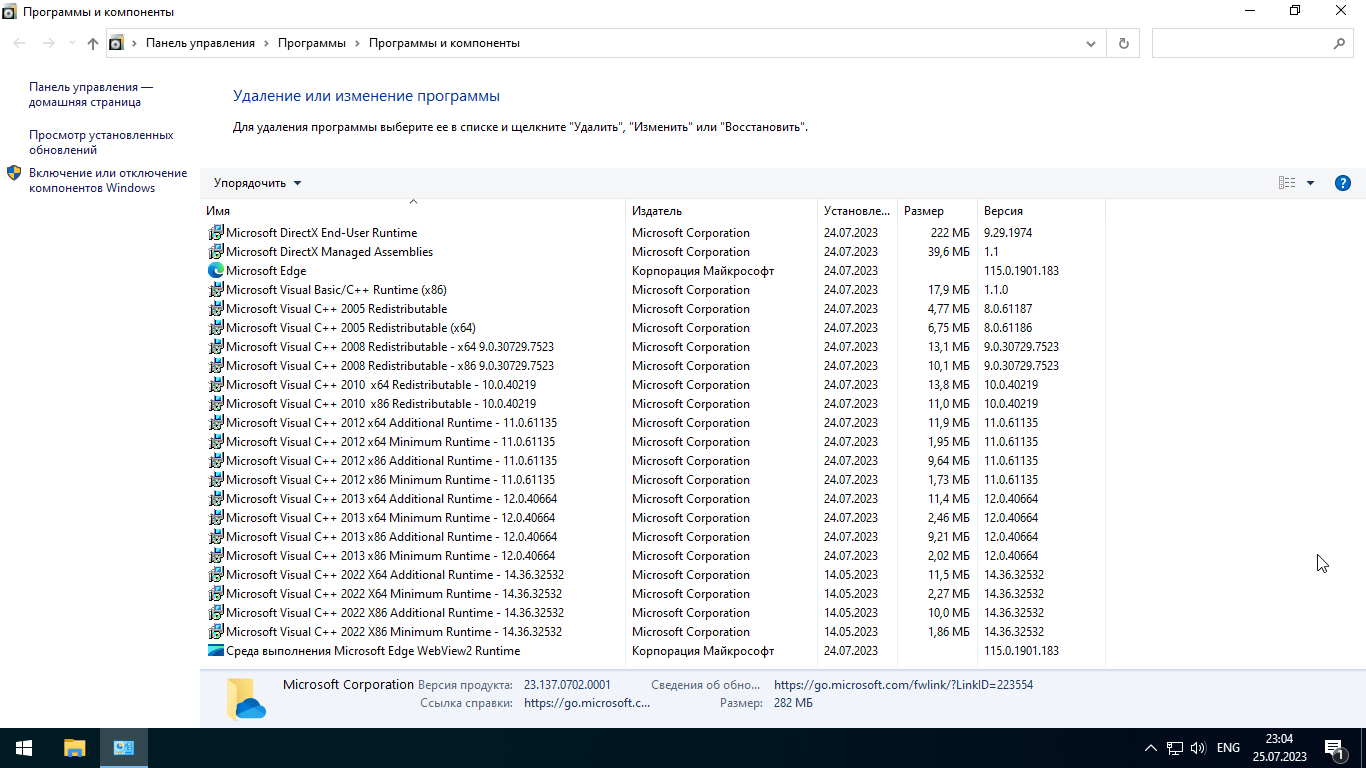 Программы и компоненты
Панель управления › Программы › Программы и компоненты
Панель управления —
домашняя страница
Просмотр установленных
обновлений
Включение или отключение
компонентов Windows
Удаление или изменение программы
Для удаления программы выберите ее в списке и щелкните "Удалить", "Изменить" или "Восстановить".
Упорядочить
Имя Издатель Установле... Размер Версия
Microsoft DirectX End-User Runtime Microsoft Corporation 24.07.2023 222 МБ 9.29.1974
Microsoft DirectX Managed Assemblies Microsoft Corporation 24.07.2023 39,6 МБ 1.1
Microsoft Edge Корпорация Майкрософт 24.07.2023 115.0.1901.183
Microsoft Visual Basic/C++ Runtime (x86) Microsoft Corporation 24.07.2023 17,9 МБ 1.1.0
Microsoft Visual C++ 2005 Redistributable Microsoft Corporation 24.07.2023 4,77 МБ 8.0.61187
Microsoft Visual C++ 2005 Redistributable (x64) Microsoft Corporation 24.07.2023 6,75 МБ 8.0.61186
Microsoft Visual C++ 2008 Redistributable - x64 9.0.30729.7523 Microsoft Corporation 24.07.2023 13,1 МБ 9.0.30729.7523
Microsoft Visual C++ 2008 Redistributable - x86 9.0.30729.7523 Microsoft Corporation 24.07.2023 10,1 МБ 9.0.30729.7523
Microsoft Visual C++ 2010  x64 Redistributable - 10.0.40219 Microsoft Corporation 24.07.2023 13,8 МБ 10.0.40219
Microsoft Visual C++ 2010  x86 Redistributable - 10.0.40219 Microsoft Corporation 24.07.2023 11,0 МБ 10.0.40219
Microsoft Visual C++ 2012 x64 Additional Runtime - 11.0.61135 Microsoft Corporation 24.07.2023 11,9 МБ 11.0.61135
Microsoft Visual C++ 2012 x64 Minimum Runtime - 11.0.61135 Microsoft Corporation 24.07.2023 1,95 МБ 11.0.61135
Microsoft Visual C++ 2012 x86 Additional Runtime - 11.0.61135 Microsoft Corporation 24.07.2023 9,64 МБ 11.0.61135
Microsoft Visual C++ 2012 x86 Minimum Runtime - 11.0.61135 Microsoft Corporation 24.07.2023 1,73 МБ 11.0.61135
Microsoft Visual C++ 2013 x64 Additional Runtime - 12.0.40664 Microsoft Corporation 24.07.2023 11,4 МБ 12.0.40664
Microsoft Visual C++ 2013 x64 Minimum Runtime - 12.0.40664 Microsoft Corporation 24.07.2023 2,46 МБ 12.0.40664
Microsoft Visual C++ 2013 x86 Additional Runtime - 12.0.40664 Microsoft Corporation 24.07.2023 9,21 МБ 12.0.40664
Microsoft Visual C++ 2013 x86 Minimum Runtime - 12.0.40664 Microsoft Corporation 24.07.2023 2,02 МБ 12.0.40664
Microsoft Visual C++ 2022 X64 Additional Runtime - 14.36.32532 Microsoft Corporation 14.05.2023 11,5 МБ 14.36.32532
Microsoft Visual C++ 2022 X64 Minimum Runtime - 14.36.32532 Microsoft Corporation 14.05.2023 2,27 МБ 14.36.32532
Microsoft Visual C++ 2022 X86 Additional Runtime - 14.36.32532 Microsoft Corporation 14.05.2023 10,0 МБ 14.36.32532
Microsoft Visual C++ 2022 X86 Minimum Runtime - 14.36.32532 Microsoft Corporation 14.05.2023 1,86 МБ 14.36.32532
Среда выполнения Microsoft Edge WebView2 Runtime Корпорация Майкрософт 24.07.2023 115.0.1901.183
Microsoft Corporation Версия продукта: 23.137.0702.0001 Сведения об обно... https://go.microsoft.com/fwlink/?LinkID=223554
Ссылка справки: https://go.microsoft.c... Размер: 282 МБ
ENG
23:04
25.07.2023
1